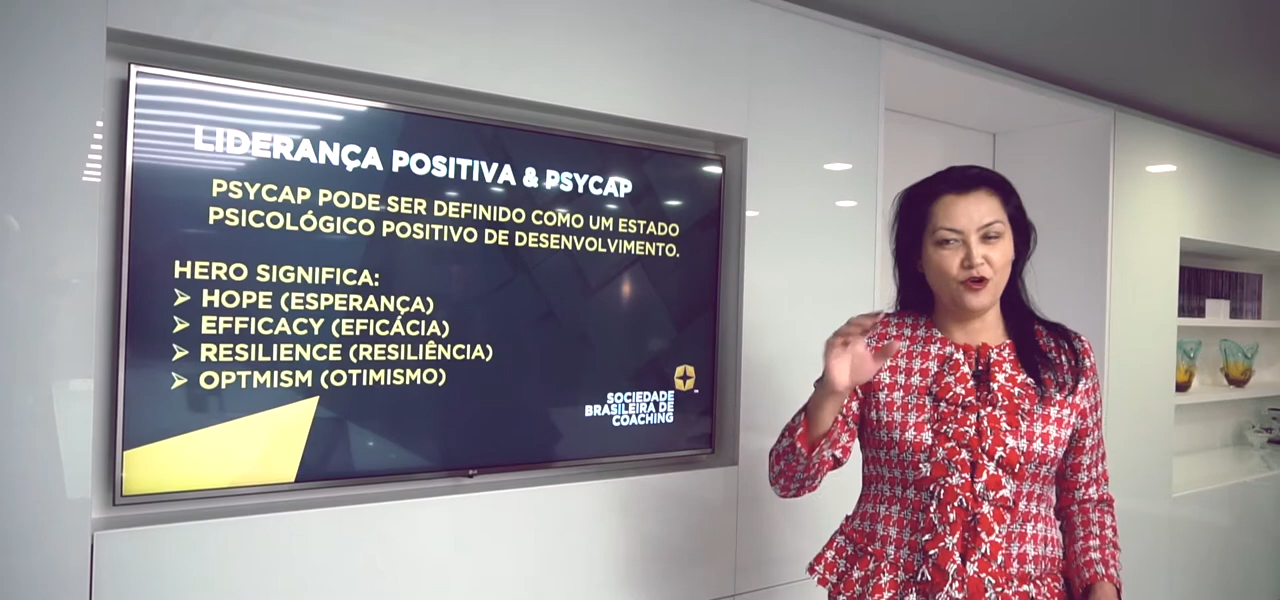 LIDERANÇA POSITIVA & PSYCAP
PSYCAP PODE SER DEFINIDO COMO UM ESTADO
PSICOLÓGICO POSITIVO DE DESENVOLVIMENTO.
HERO SIGNIFICA:
➢ HOPE (ESPERANÇA)
➢ EFFICACY (EFICÁCIA)
➢ RESILIENCE (RESILIÊNCIA)
➢ OPTMISM (OTIMISMO)
SOCIEDADE
BRASILEIRA DE
COACHING
LG